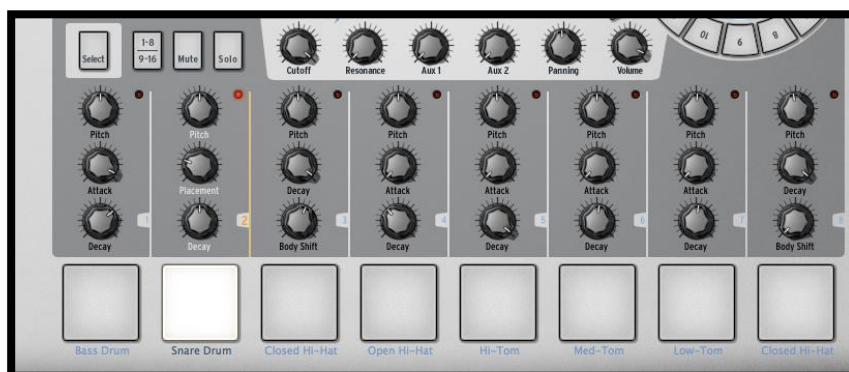 Select
1-8
9-16
Mute
Solo
Cutoff Resonance Aux 1 Aux 2 Panning Volume
10 9 8
Pitch Pitch Pitch Pitch Pitch Pitch Pitch Pitch
Attack Placement Decay Attack Attack Attack Attack Decay
1 2 3 4 5 6 7 8
Decay Decay Body Shift Decay Decay Decay Decay Body Shift
Bass Drum Snare Drum Closed Hi-Hat Open Hi-Hat Hi-Tom Med-Tom Low-Tom Closed Hi-Hat